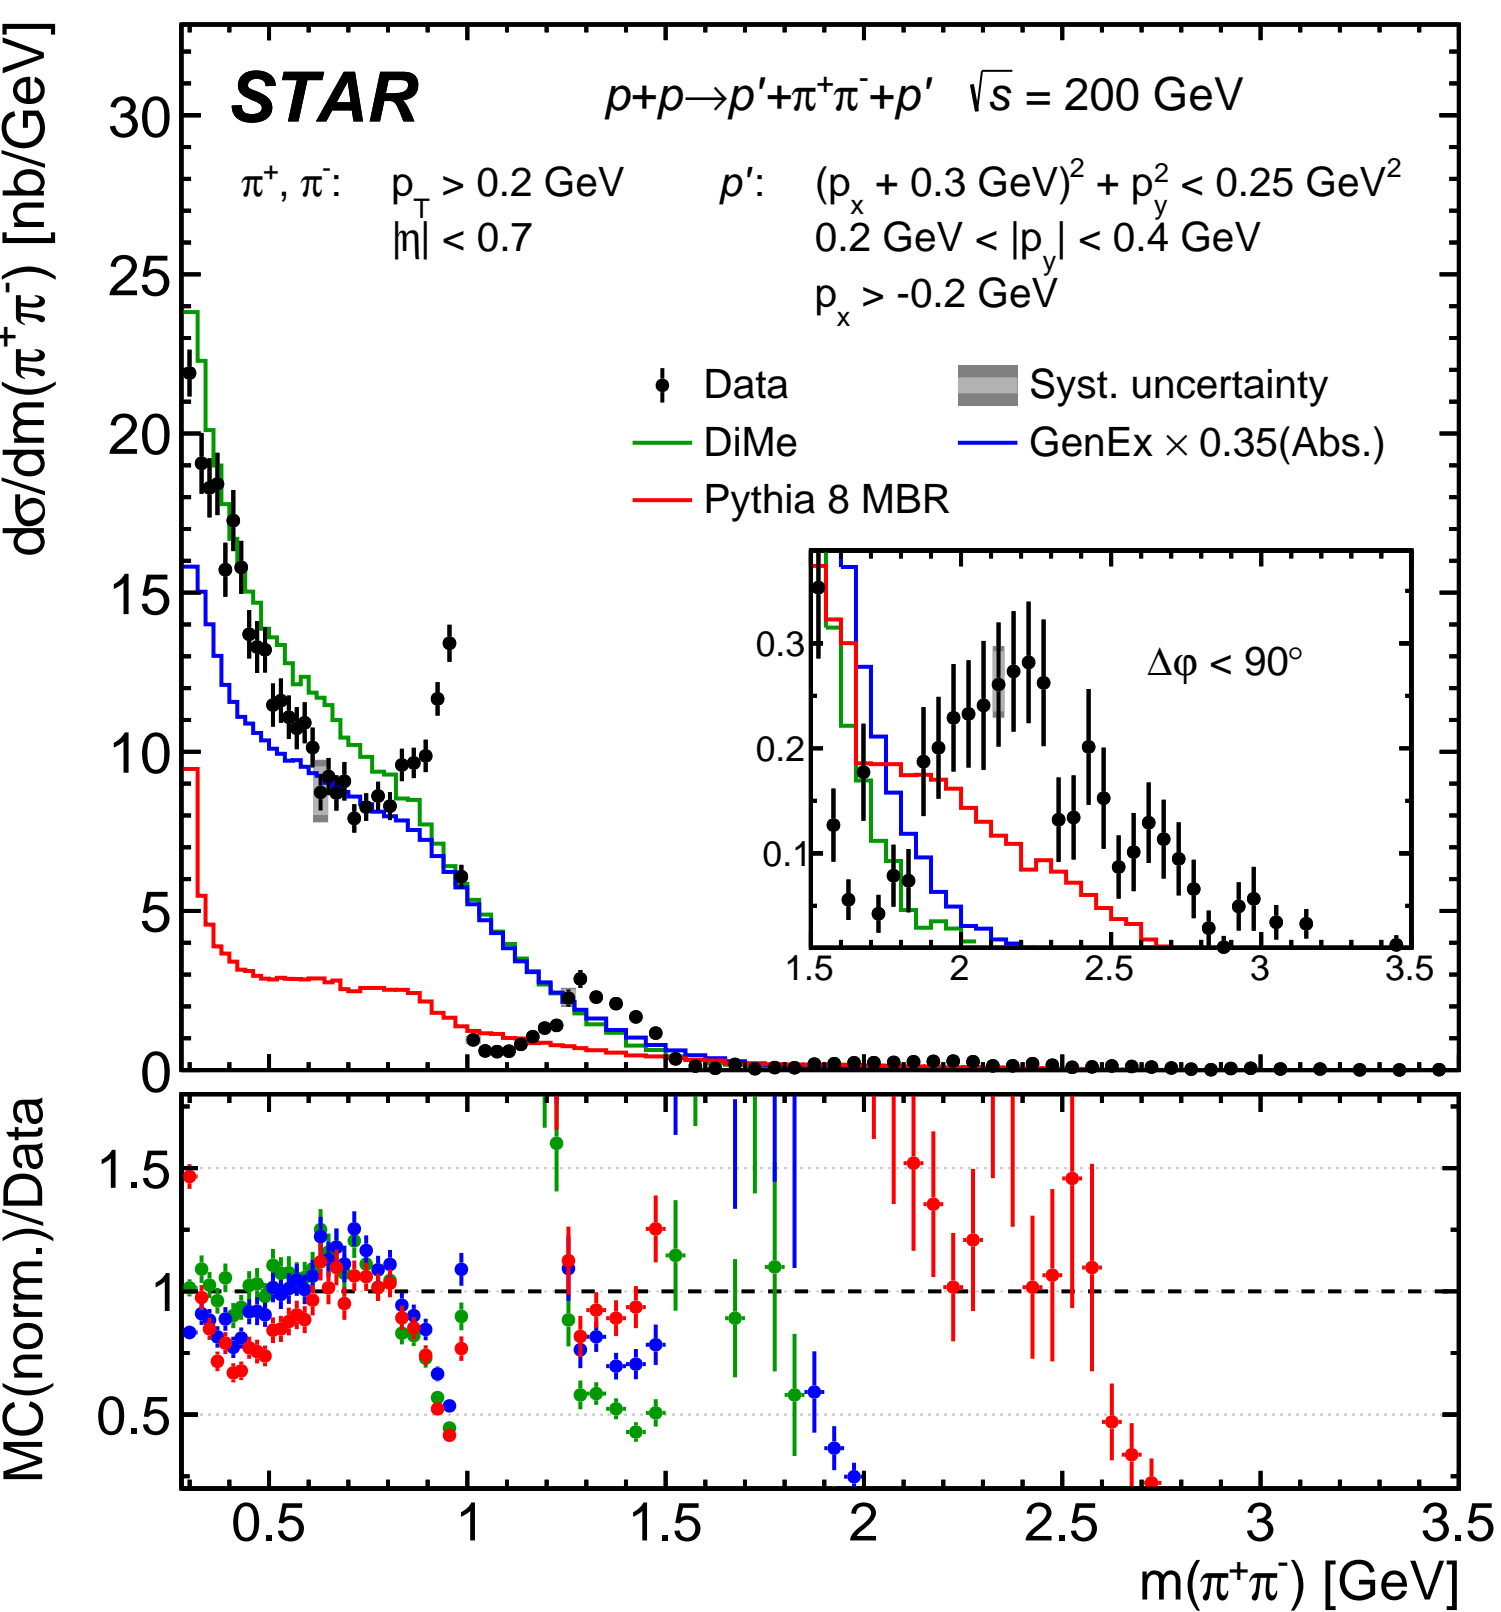 STAR
p+p→p′+π⁺π⁻+p′ √s = 200 GeV
π⁺, π⁻: p_T > 0.2 GeV
|η| < 0.7
p′: (p_x + 0.3 GeV)² + p_y² < 0.25 GeV²
0.2 GeV < |p_y| < 0.4 GeV
p_x > -0.2 GeV
Data
Syst. uncertainty
DiMe
GenEx × 0.35(Abs.)
Pythia 8 MBR
dσ/dm(π⁺π⁻) [nb/GeV]
30
25
20
15
10
5
0
Δφ < 90°
0.3
0.2
0.1
1.5 2 2.5 3 3.5
MC(norm.)/Data
1.5
1
0.5
0.5 1 1.5 2 2.5 3 3.5
m(π⁺π⁻) [GeV]